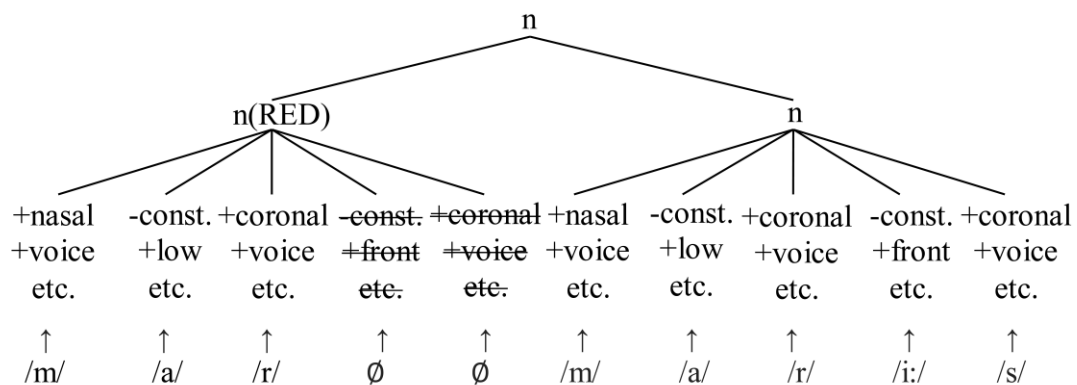 n
n(RED) n
+nasal -const. +coronal -const. +coronal +nasal -const. +coronal -const. +coronal
+voice +low +voice +front +voice +voice +low +voice +front +voice
etc. etc. etc. etc. etc. etc. etc. etc. etc. etc.
↑ ↑ ↑ ↑ ↑ ↑ ↑ ↑ ↑ ↑
/m/ /a/ /r/ ∅ ∅ /m/ /a/ /r/ /i:/ /s/